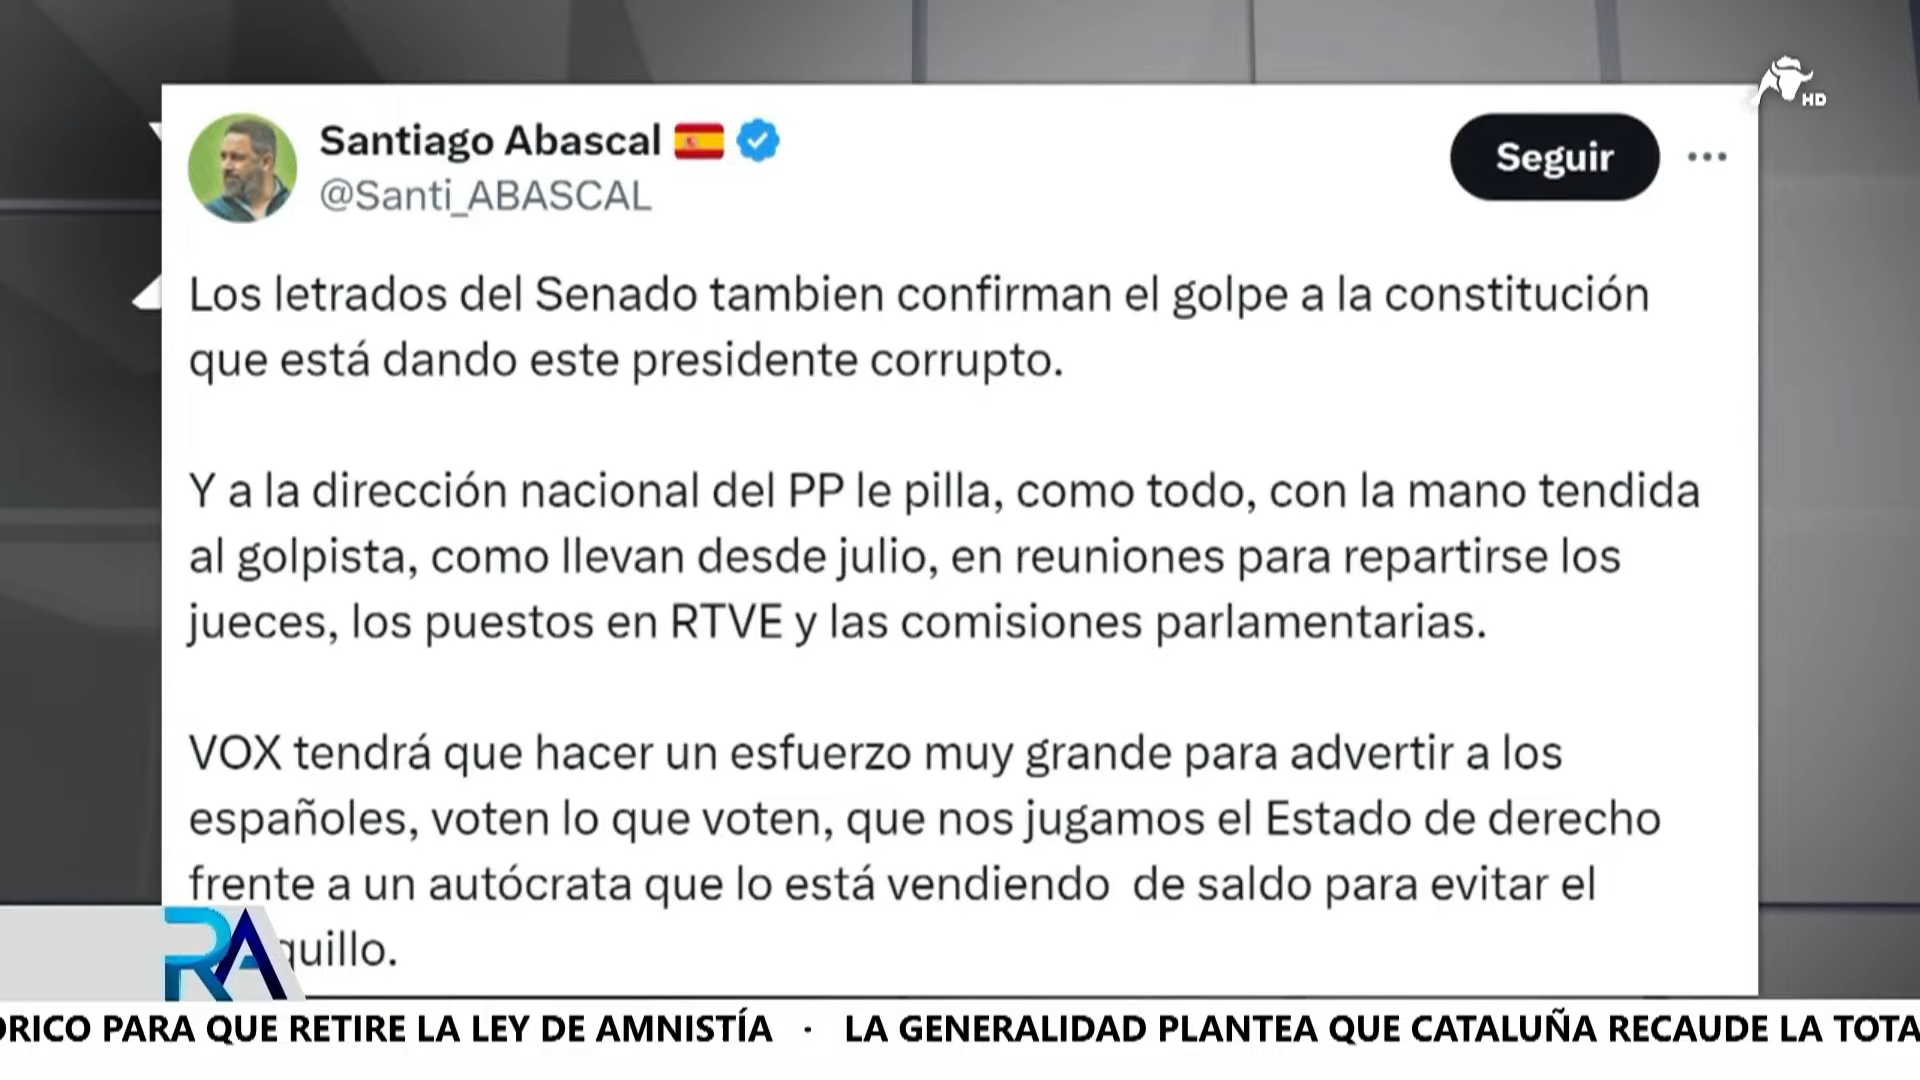 HD
Santiago Abascal
@Santi_ABASCAL
Seguir
Los letrados del Senado tambien confirman el golpe a la constitución
que está dando este presidente corrupto.
Y a la dirección nacional del PP le pilla, como todo, con la mano tendida
al golpista, como llevan desde julio, en reuniones para repartirse los
jueces, los puestos en RTVE y las comisiones parlamentarias.
VOX tendrá que hacer un esfuerzo muy grande para advertir a los
españoles, voten lo que voten, que nos jugamos el Estado de derecho
frente a un autócrata que lo está vendiendo de saldo para evitar el
quillo.
RA
ORICO PARA QUE RETIRE LA LEY DE AMNISTÍA · LA GENERALIDAD PLANTEA QUE CATALUÑA RECAUDE LA TOTA